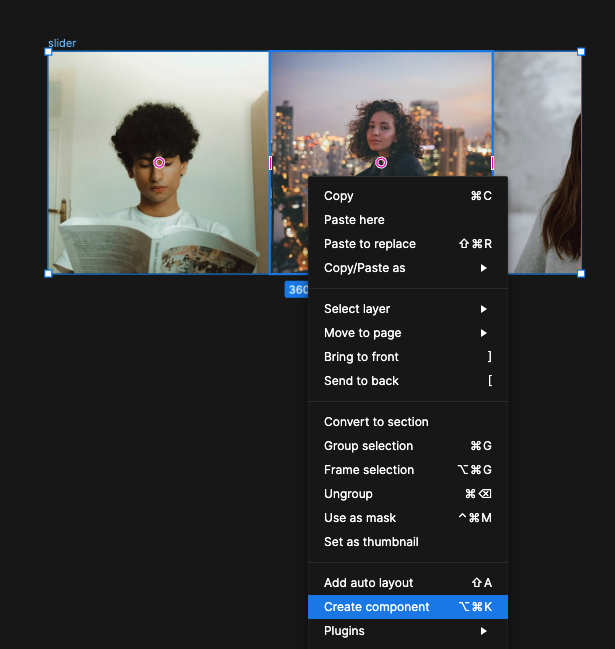 slider
360
Copy ⌘C
Paste here
Paste to replace ⇧⌘R
Copy/Paste as ▶
Select layer ▶
Move to page ▶
Bring to front ]
Send to back [
Convert to section
Group selection ⌘G
Frame selection ⌥⌘G
Ungroup ⌘⌫
Use as mask ^⌘M
Set as thumbnail
Add auto layout ⇧A
Create component ⌥⌘K
Plugins ▶